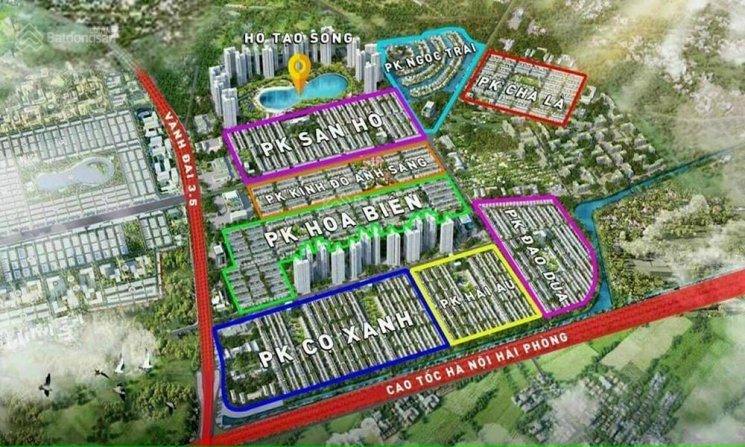 Batdongsan
HỒ TẠO SÓNG
PK NGỌC TRAI
PK CHÀ LÀ
VÀNH ĐAI 3.5
PK SAN HÔ
PK KINH ĐÔ ÁNH SÁNG
PK HOA BIỂN
PK ĐẢO DỪA
PK HẢI ÂU
PK CỌ XANH
CAO TỐC HÀ NỘI HẢI PHÒNG